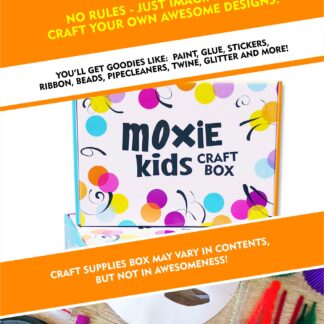 NO RULES - JUST
CRAFT YOUR OWN AWESOME DESIGNS!
YOU'LL GET GOODIES LIKE: PAINT, GLUE, STICKERS,
RIBBON, BEADS, PIPECLEANERS, TWINE, GLITTER AND MORE!
moxie
kids CRAFT
BOX
CRAFT SUPPLIES BOX MAY VARY IN CONTENTS,
BUT NOT IN AWESOMENESS!